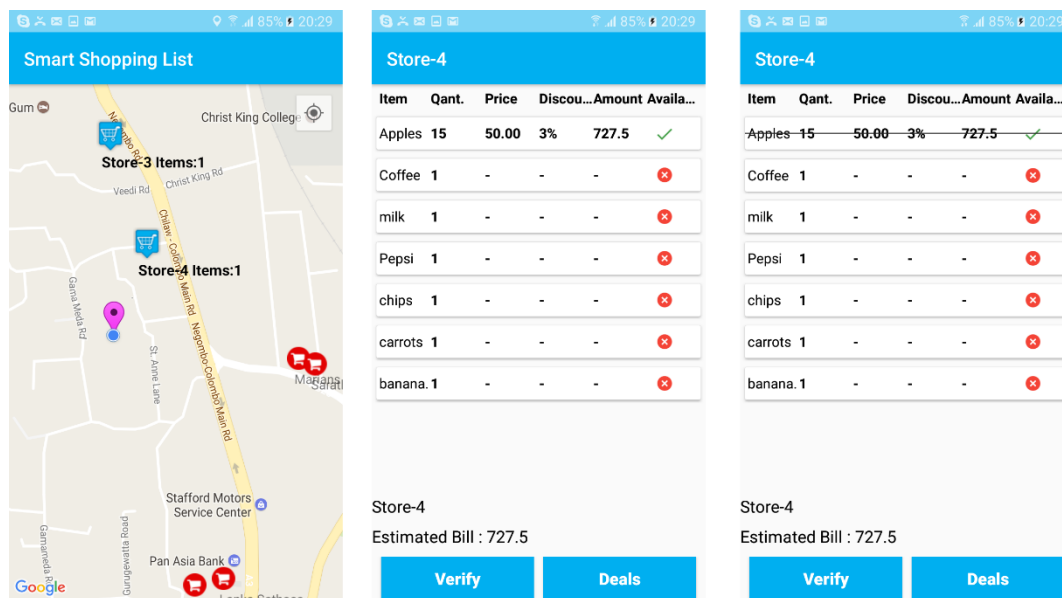 85% 20:29
Smart Shopping List
Gum
Christ King College
Negombo Rd
Store-3 Items:1
Veedi Rd
Christ King Rd
Chilaw - Colombo Main Rd
Store-4 Items:1
Gama Meda Rd
St. Anne Lane
Negombo-Colombo Main Rd
Stafford Motors
Service Center
Gurugewatta Road
Pan Asia Bank
Google
85% 20:29
Store-4
Item Qant. Price Discou... Amount Availa...
Apples 15 50.00 3% 727.5
Coffee 1 - - -
milk 1 - - -
Pepsi 1 - - -
chips 1 - - -
carrots 1 - - -
banana. 1 - - -
Store-4
Estimated Bill : 727.5
Verify Deals
85% 20:29
Store-4
Item Qant. Price Discou... Amount Availa...
Apples 15 50.00 3% 727.5
Coffee 1 - - -
milk 1 - - -
Pepsi 1 - - -
chips 1 - - -
carrots 1 - - -
banana. 1 - - -
Store-4
Estimated Bill : 727.5
Verify Deals